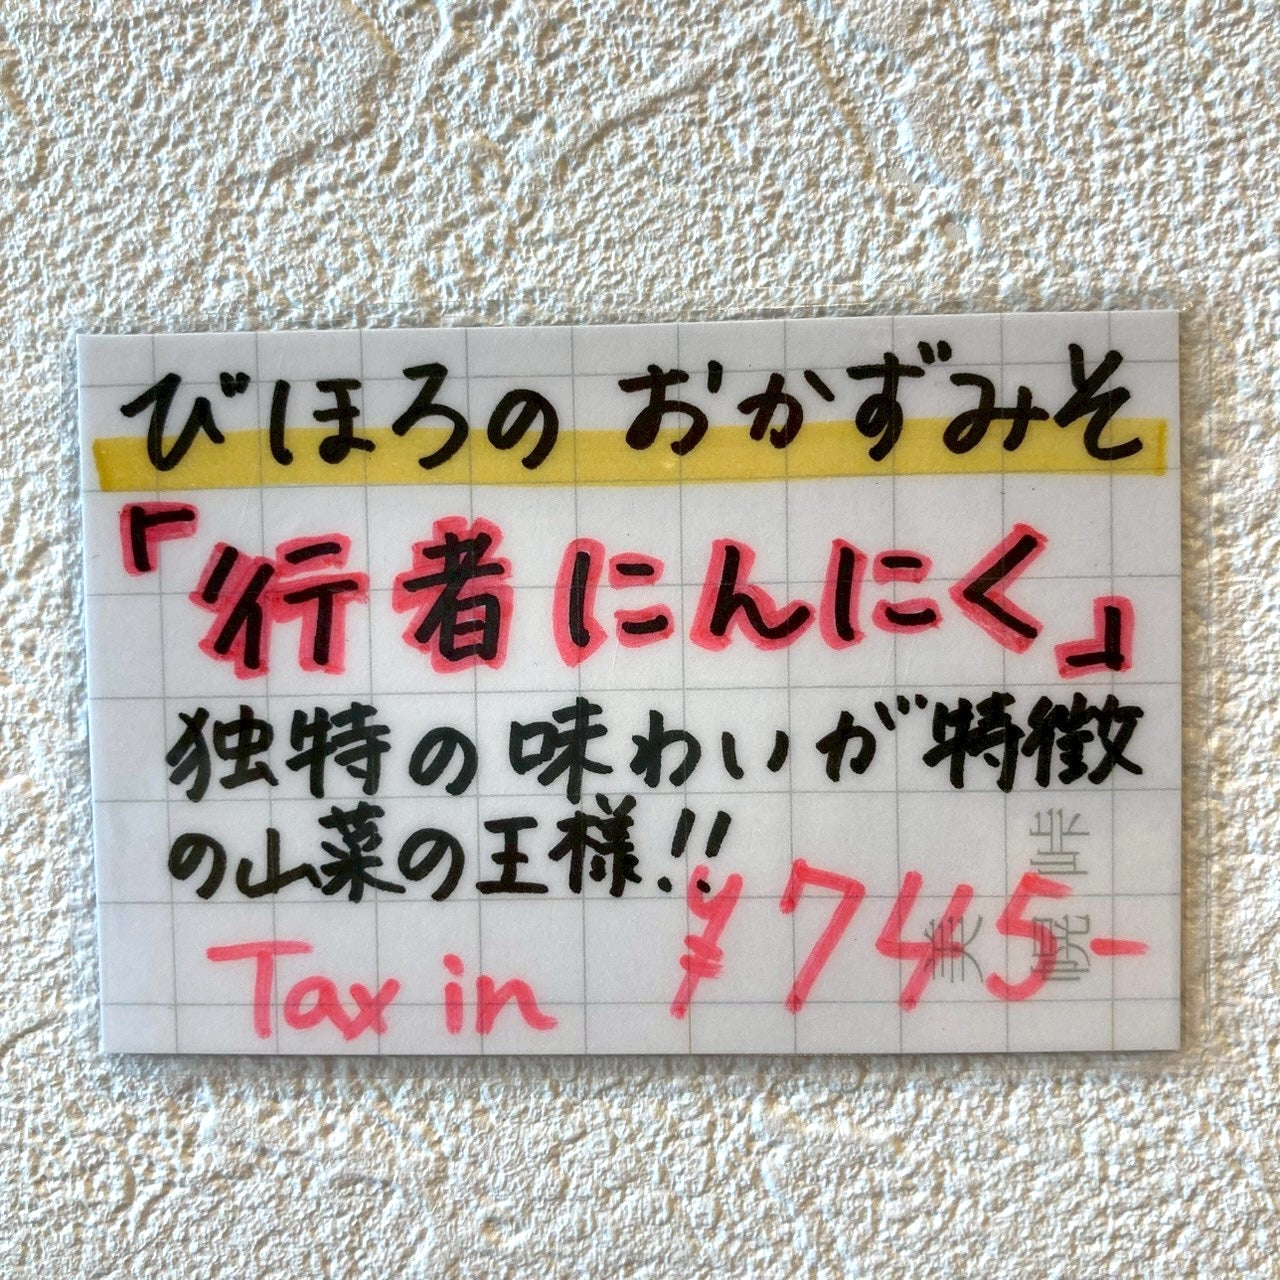 びほろの おかずみそ
「行者にんにく」
独特の味わいが特徴
の山菜の王様!!
Tax in ¥745-